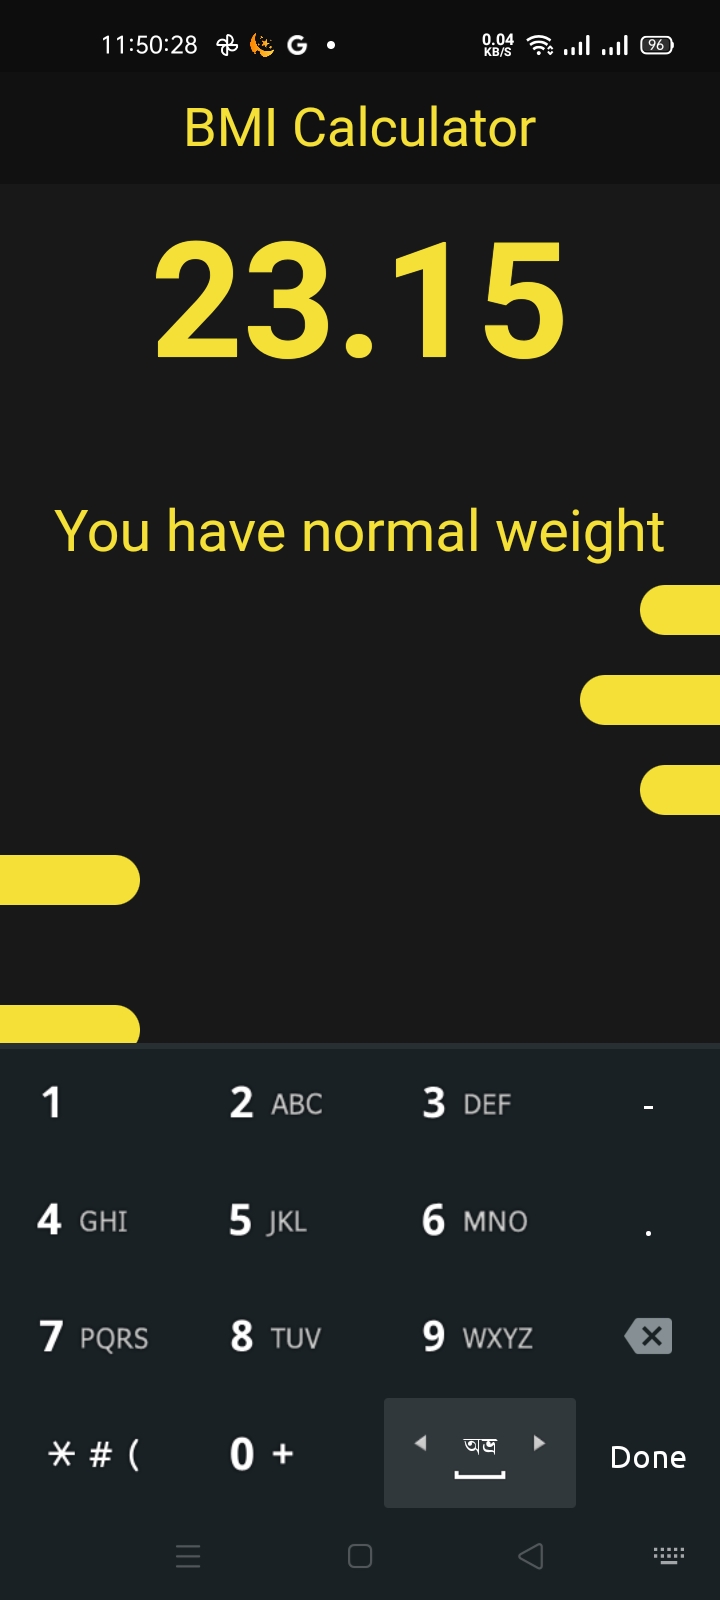 11:50:28 G 0.04 KB/S 96
BMI Calculator
23.15
You have normal weight
1 2 ABC 3 DEF -
4 GHI 5 JKL 6 MNO .
7 PQRS 8 TUV 9 WXYZ
* # ( 0 + অভ্র Done